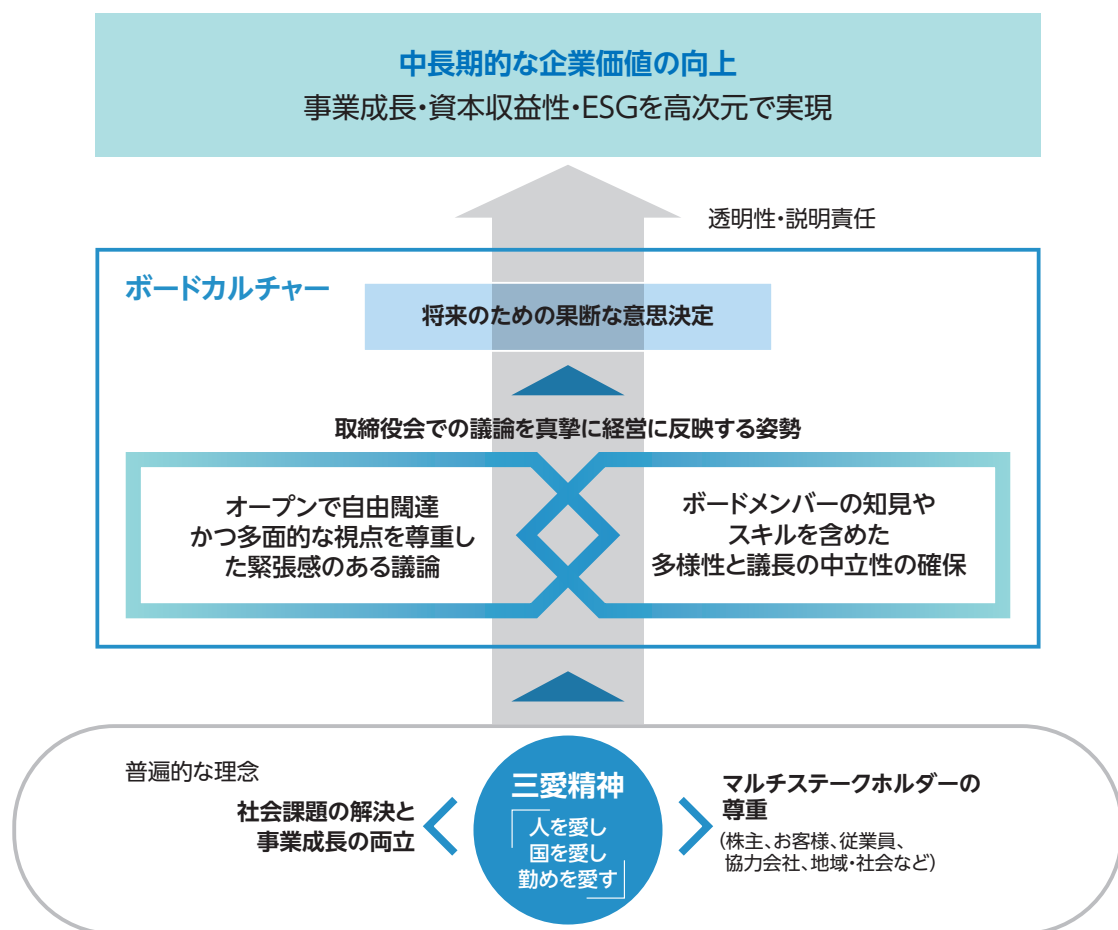 中長期的な企業価値の向上
事業成長・資本収益性・ESGを高次元で実現
透明性・説明責任
ボードカルチャー
将来のための果断な意思決定
取締役会での議論を真摯に経営に反映する姿勢
オープンで自由闊達
かつ多面的な視点を尊重し
た緊張感のある議論
ボードメンバーの知見や
スキルを含めた
多様性と議長の中立性の確保
普遍的な理念
社会課題の解決と
事業成長の両立
三愛精神
人を愛し
国を愛し
勤めを愛す
マルチステークホルダーの
尊重
(株主、お客様、従業員、
協力会社、地域・社会など)